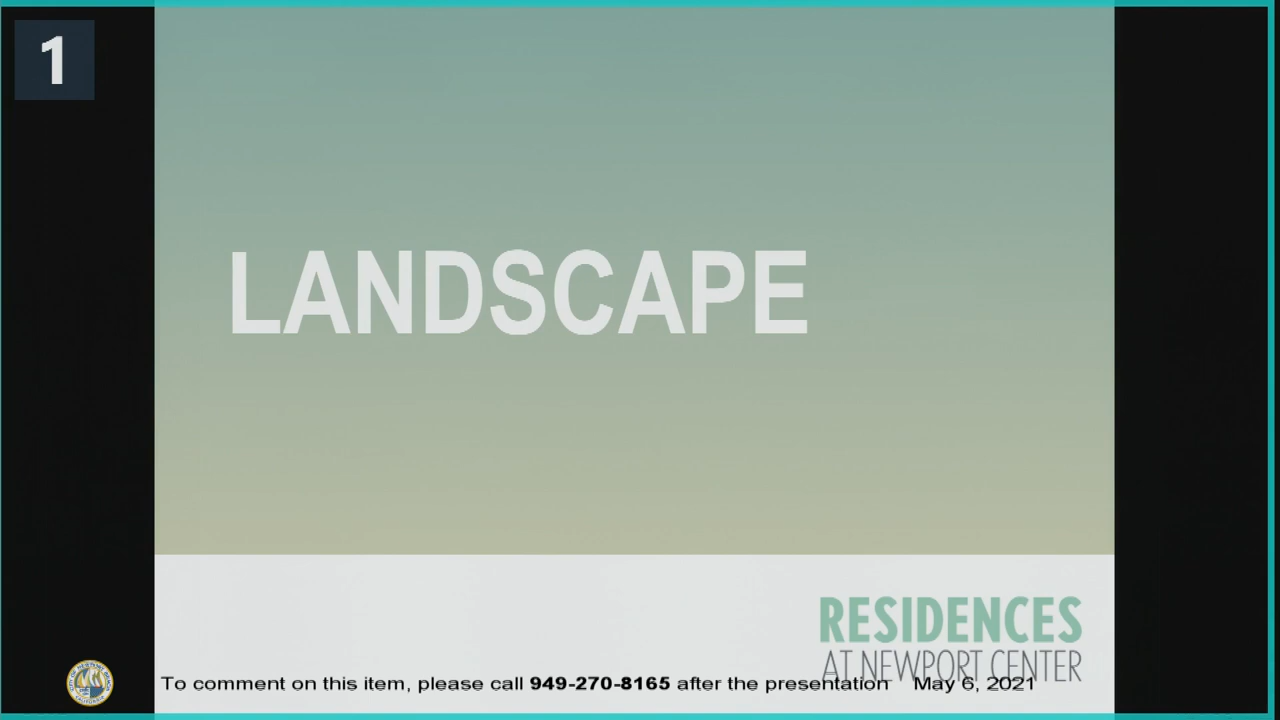 1
LANDSCAPE
RESIDENCES
AT NEWPORT CENTER
To comment on this item, please call 949-270-8165 after the presentation May 6, 2021